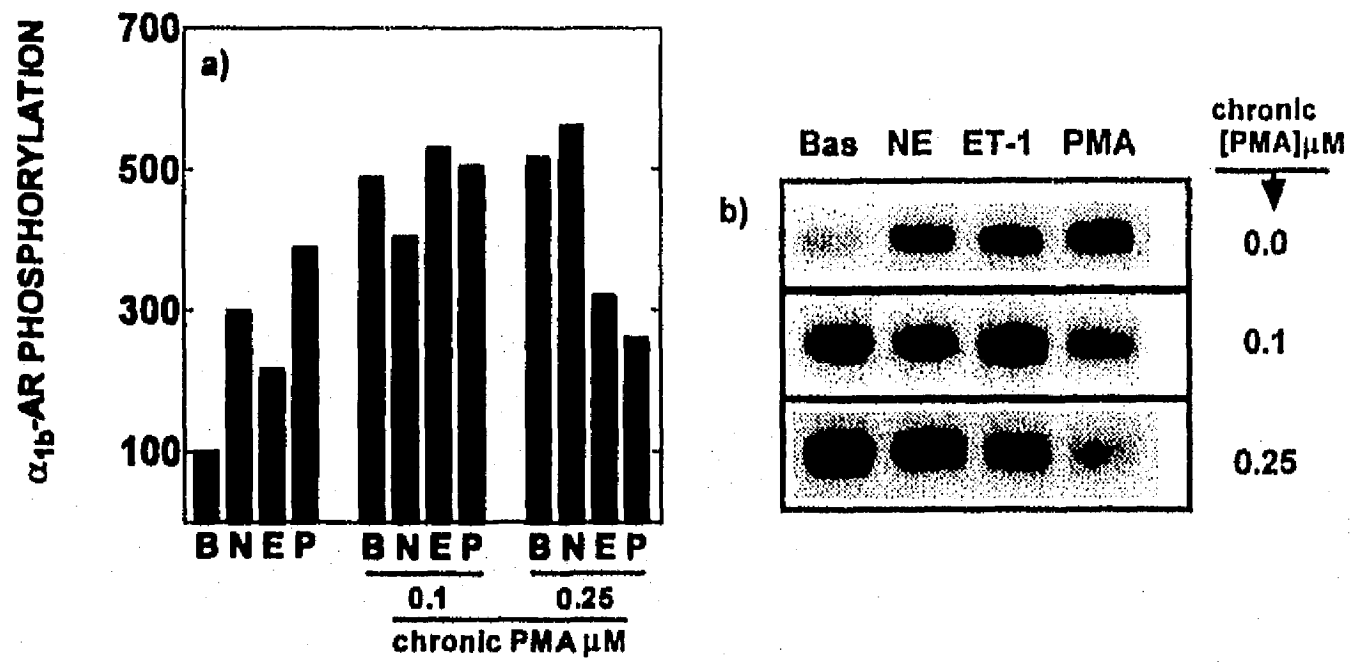 α1b-AR PHOSPHORYLATION
700
500
300
100
a)
B N E P B N E P B N E P
0.1 0.25
chronic PMA µM
b)
Bas NE ET-1 PMA
chronic
[PMA]µM
0.0
0.1
0.25